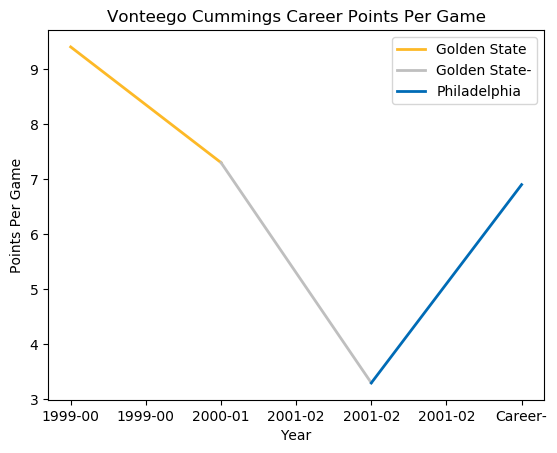 Vonteego Cummings Career Points Per Game
Golden State
Golden State-
Philadelphia
9
8
7
6
5
4
3
Points Per Game
1999-00 1999-00 2000-01 2001-02 2001-02 2001-02 Career-
Year